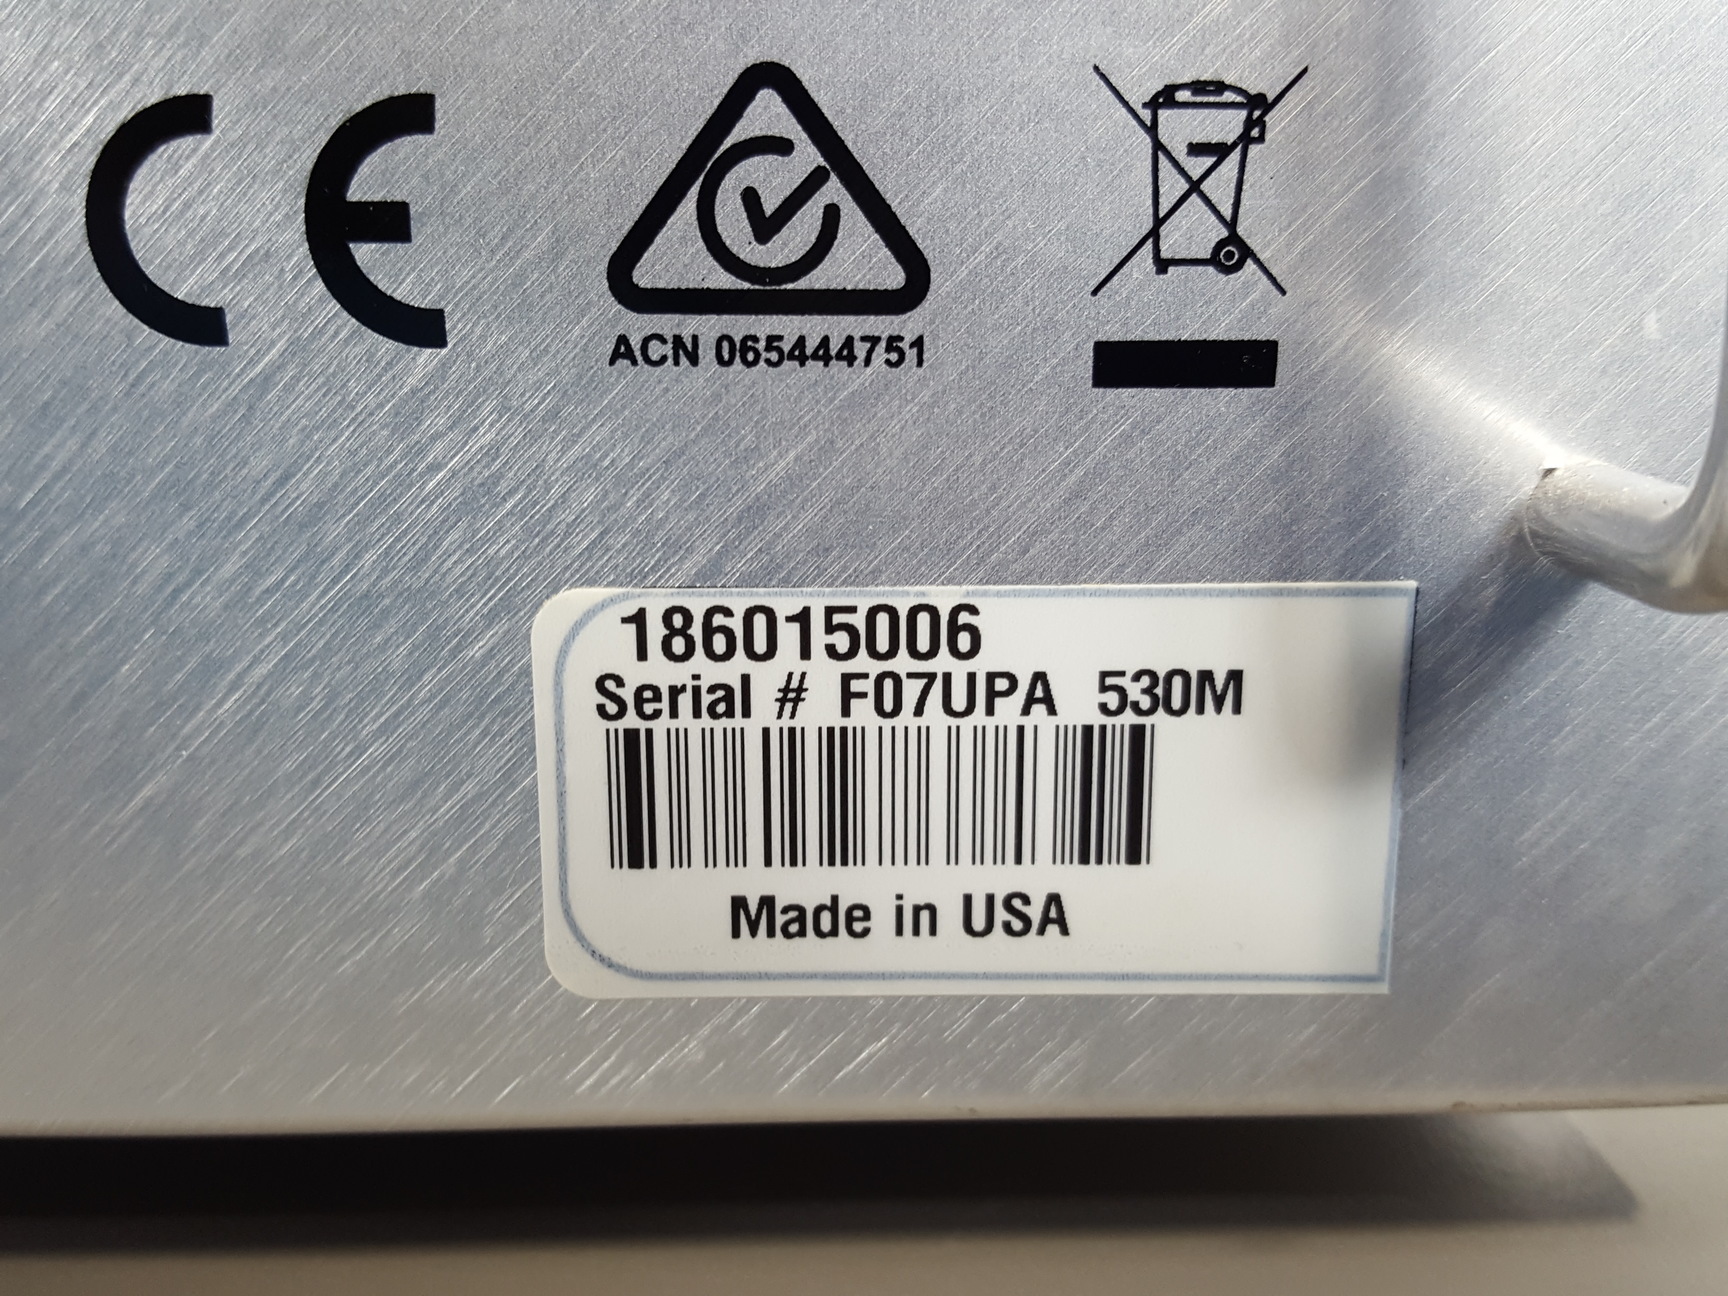 CE
ACN 065444751
186015006
Serial # F07UPA 530M
Made in USA